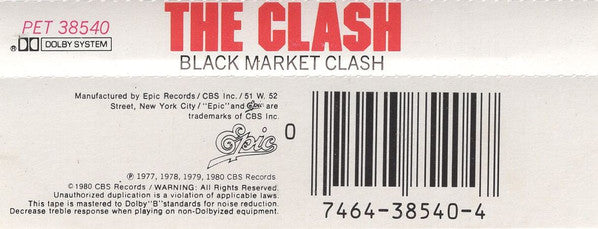 PET 38540
THE CLASH
® DOLBY SYSTEM
BLACK MARKET CLASH
Manufactured by Epic Records / CBS Inc. / 51 W. 52
Street, New York City / "Epic" and Epic are
trademarks of CBS Inc.
Epic
0
℗ 1977, 1978, 1979, 1980 CBS Records.
© 1980 CBS Records / WARNING: All Rights Reserved.
Unauthorized duplication is a violation of applicable laws.
This tape is mastered to Dolby "B" standards for noise reduction.
Decrease treble response when playing on non-Dolbyized equipment.
7464-38540-4